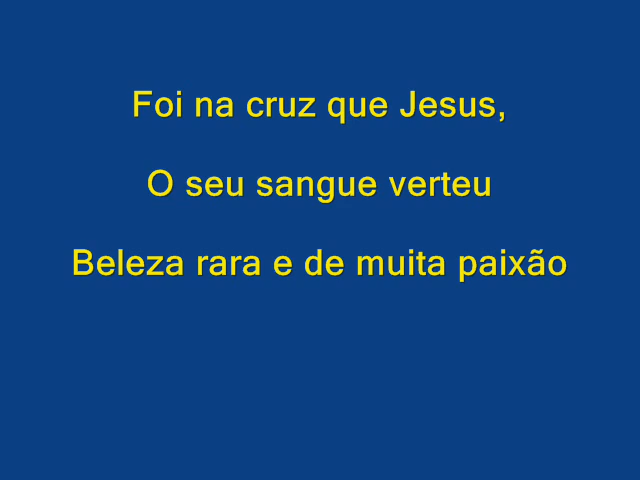 Foi na cruz que Jesus,
O seu sangue verteu
Beleza rara e de muita paixão